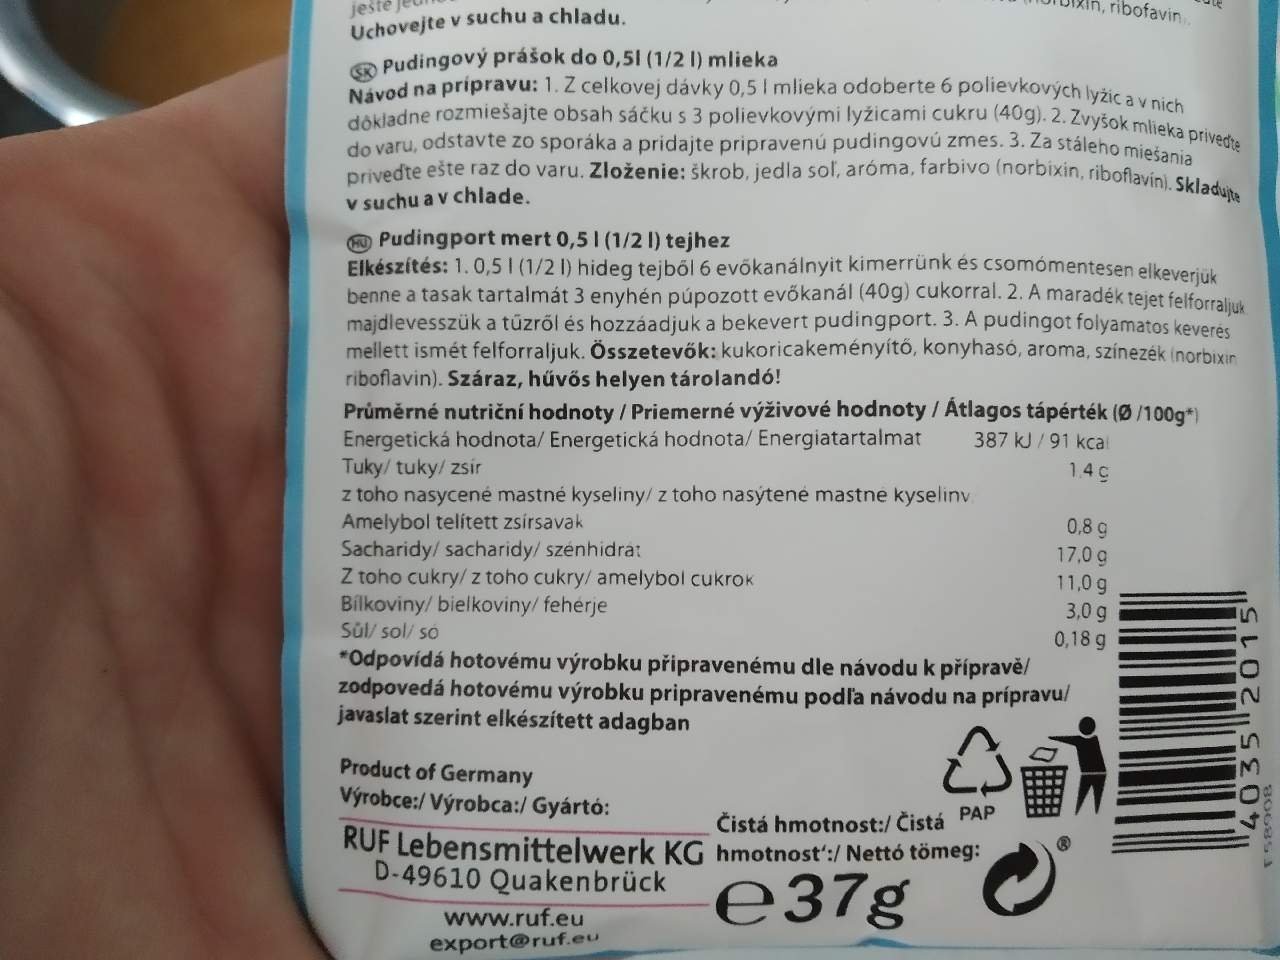 ještě
Uchovejte v suchu a chladu.
ribofavin
SK Pudingový prášok do 0,5l (1/2 l) mlieka
Návod na prípravu: 1. Z celkovej dávky 0,5 l mlieka odoberte 6 polievkových lyžíc a v nich
dôkladne rozmiešajte obsah sáčku s 3 polievkovými lyžicami cukru (40g). 2. Zvyšok mlieka priveďte
do varu, odstavte zo sporáka a pridajte pripravenú pudingovú zmes. 3. Za stáleho miešania
priveďte ešte raz do varu. Zloženie: škrob, jedla soľ, aróma, farbivo (norbixin, riboflavín). Skladujte
v suchu a v chlade.
HU Pudingport mert 0,5 l (1/2 l) tejhez
Elkészítés: 1. 0,5 l (1/2 l) hideg tejből 6 evőkanálnyit kimerrünk és csomómentesen elkeverjük
benne a tasak tartalmát 3 enyhén púpozott evőkanál (40g) cukorral. 2. A maradék tejet felforraljuk
majdlevesszük a tűzről és hozzáadjuk a bekevert pudingport. 3. A pudingot folyamatos keverés
mellett ismét felforraljuk. Összetevők: kukoricakeményítő, konyhasó, aroma, színezék (norbixin
riboflavin). Száraz, hűvös helyen tárolandó!
Průměrné nutriční hodnoty / Priemerné výživové hodnoty / Átlagos tápérték (Ø /100g*)
Energetická hodnota/ Energetická hodnota/ Energiatartalmat 387 kJ / 91 kcal
Tuky/ tuky/ zsír 1.4 g
z toho nasycené mastné kyseliny/ z toho nasýtené mastné kyseliny
Amelybol telített zsírsavak 0,8 g
Sacharidy/ sacharidy/ szénhidrát 17,0 g
Z toho cukry/ z toho cukry/ amelybol cukrok 11,0 g
Bílkoviny/ bielkoviny/ fehérje 3,0 g
Sůl/ sol/ só 0,18 g
*Odpovídá hotovému výrobku připravenému dle návodu k přípravě/
zodpovedá hotovému výrobku pripravenému podľa návodu na prípravu/
javaslat szerint elkészített adagban
Product of Germany
Výrobce:/ Výrobca:/ Gyártó:
RUF Lebensmittelwerk KG
D-49610 Quakenbrück
www.ruf.eu
export@ruf.eu
PAP
Čistá hmotnost:/ Čistá
hmotnost':/ Nettó tömeg:
e 37g
®
4035 2015